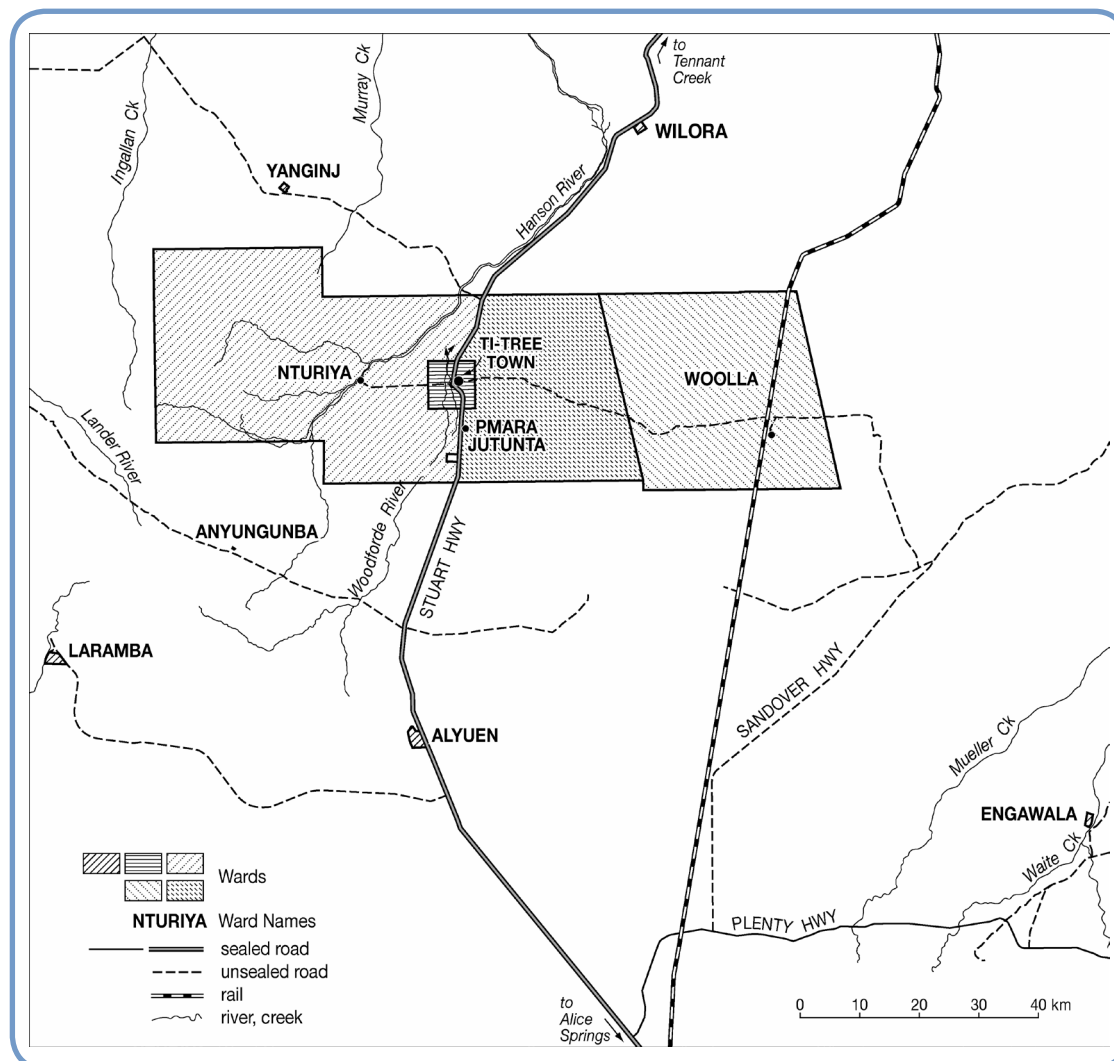 to
Tennant
Creek
Murray Ck
Ingallan Ck
WILORA
YANGINJ
Hanson River
TI-TREE
TOWN
NTURIYA
WOOLLA
PMARA
JUTUNTA
Lander River
Woodforde River
ANYUNGUNBA
STUART HWY
LARAMBA
SANDOVER HWY
ALYUEN
Mueller Ck
ENGAWALA
Waite Ck
PLENTY HWY
Wards
NTURIYA Ward Names
sealed road
unsealed road
rail
river, creek
to
Alice
Springs
0 10 20 30 40 km